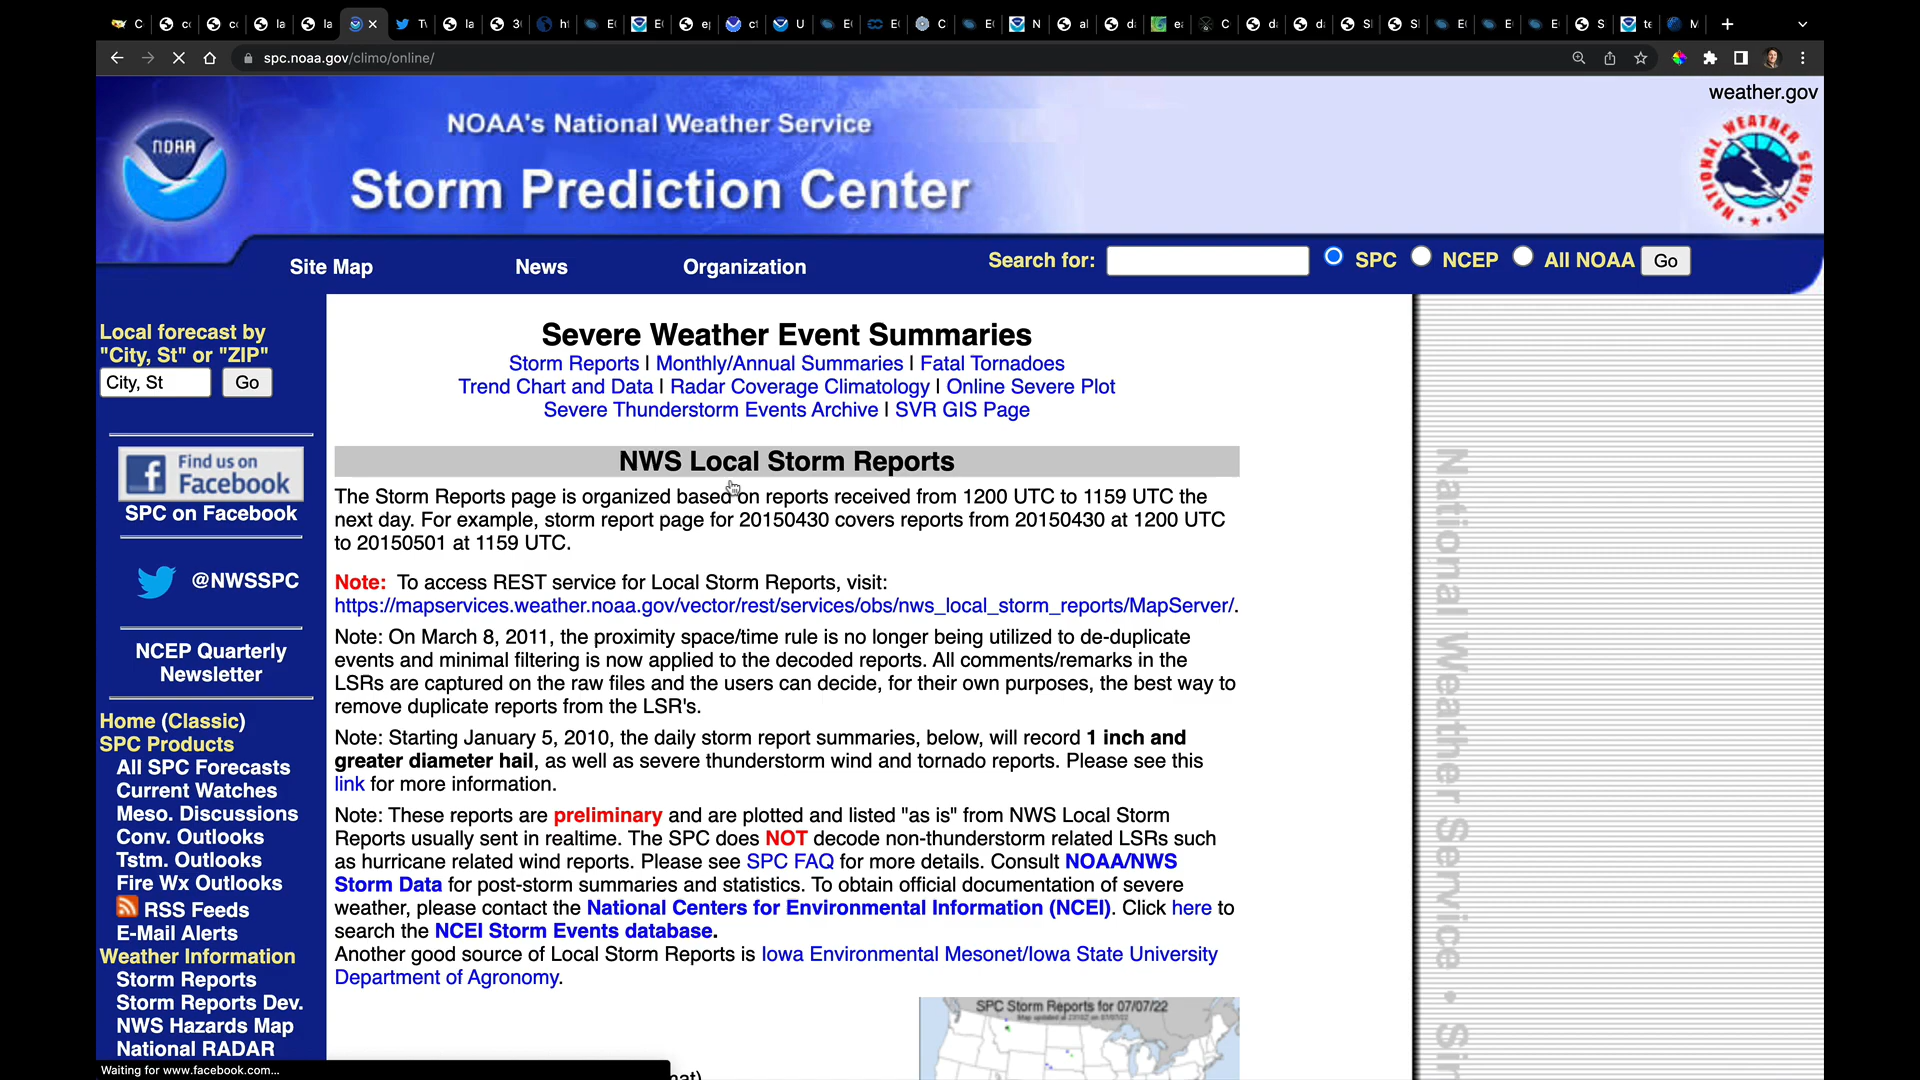 spc.noaa.gov/climo/online/
weather.gov
NOAA
NOAA's National Weather Service
Storm Prediction Center
NATIONAL WEATHER SERVICE
Site Map
News
Organization
Search for:
SPC
NCEP
All NOAA
Go
Local forecast by
"City, St" or "ZIP"
City, St
Go
Find us on
Facebook
SPC on Facebook
@NWSSPC
NCEP Quarterly
Newsletter
Home (Classic)
SPC Products
All SPC Forecasts
Current Watches
Meso. Discussions
Conv. Outlooks
Tstm. Outlooks
Fire Wx Outlooks
RSS Feeds
E-Mail Alerts
Weather Information
Storm Reports
Storm Reports Dev.
NWS Hazards Map
National RADAR
Waiting for www.facebook.com...
Severe Weather Event Summaries
Storm Reports | Monthly/Annual Summaries | Fatal Tornadoes
Trend Chart and Data | Radar Coverage Climatology | Online Severe Plot
Severe Thunderstorm Events Archive | SVR GIS Page
NWS Local Storm Reports
The Storm Reports page is organized based on reports received from 1200 UTC to 1159 UTC the
next day. For example, storm report page for 20150430 covers reports from 20150430 at 1200 UTC
to 20150501 at 1159 UTC.
Note: To access REST service for Local Storm Reports, visit:
https://mapservices.weather.noaa.gov/vector/rest/services/obs/nws_local_storm_reports/MapServer/.
Note: On March 8, 2011, the proximity space/time rule is no longer being utilized to de-duplicate
events and minimal filtering is now applied to the decoded reports. All comments/remarks in the
LSRs are captured on the raw files and the users can decide, for their own purposes, the best way to
remove duplicate reports from the LSR's.
Note: Starting January 5, 2010, the daily storm report summaries, below, will record 1 inch and
greater diameter hail, as well as severe thunderstorm wind and tornado reports. Please see this
link for more information.
Note: These reports are preliminary and are plotted and listed "as is" from NWS Local Storm
Reports usually sent in realtime. The SPC does NOT decode non-thunderstorm related LSRs such
as hurricane related wind reports. Please see SPC FAQ for more details. Consult NOAA/NWS
Storm Data for post-storm summaries and statistics. To obtain official documentation of severe
weather, please contact the National Centers for Environmental Information (NCEI). Click here to
search the NCEI Storm Events database.
Another good source of Local Storm Reports is Iowa Environmental Mesonet/Iowa State University
Department of Agronomy.
SPC Storm Reports for 07/07/22
National Weather Service •